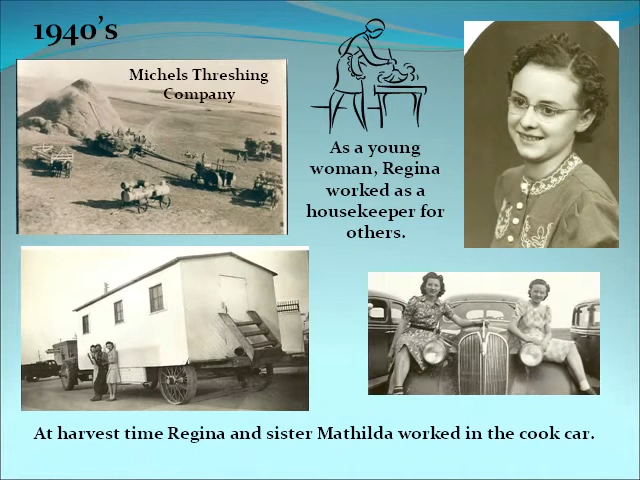 1940's
Michels Threshing
Company
As a young
woman, Regina
worked as a
housekeeper for
others.
At harvest time Regina and sister Mathilda worked in the cook car.